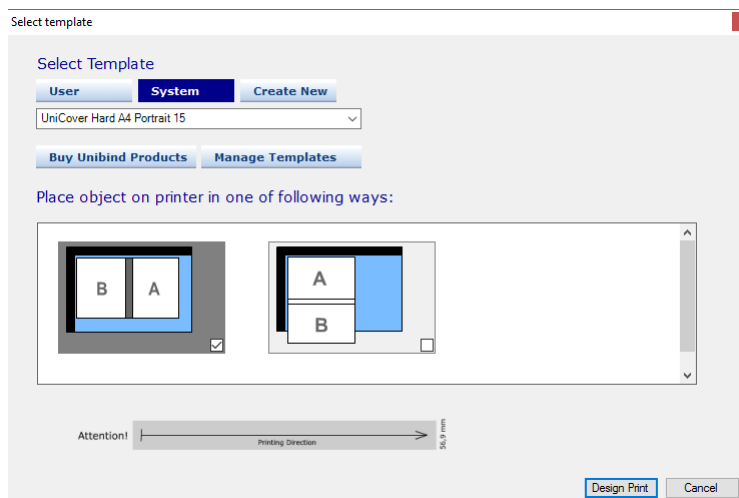 Select template
Select Template
User System Create New
UniCover Hard A4 Portrait 15
Buy Unibind Products Manage Templates
Place object on printer in one of following ways:
B A
A
B
Attention!
Printing Direction
56,9 mm
Design Print Cancel